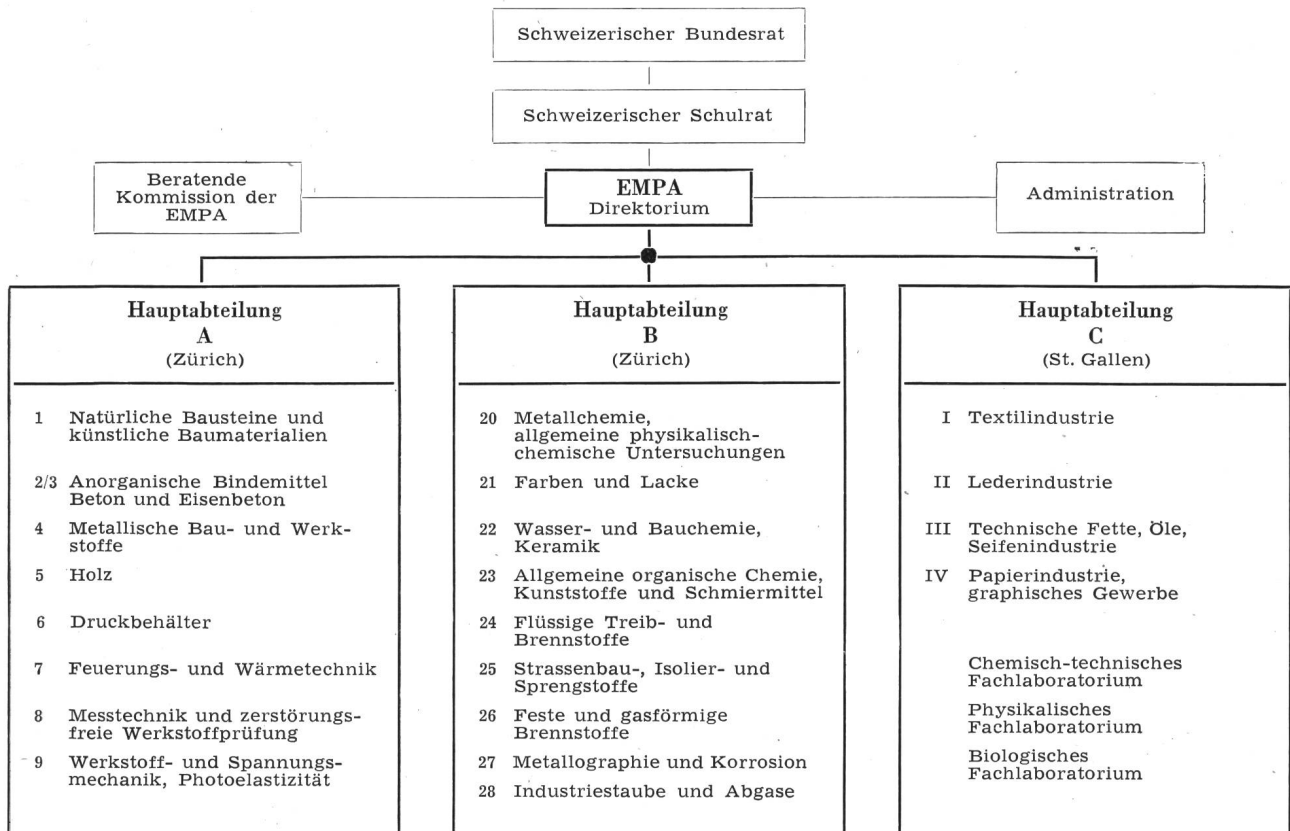 Schweizerischer Bundesrat
Schweizerischer Schulrat
Beratende
Kommission der
EMPA
EMPA
Direktorium
Administration
Hauptabteilung
A
(Zürich)
1 Natürliche Bausteine und
künstliche Baumaterialien
2/3 Anorganische Bindemittel
Beton und Eisenbeton
4 Metallische Bau- und Werk-
stoffe
5 Holz
6 Druckbehälter
7 Feuerungs- und Wärmetechnik
8 Messtechnik und zerstörungs-
freie Werkstoffprüfung
9 Werkstoff- und Spannungs-
mechanik, Photoelastizität
Hauptabteilung
B
(Zürich)
20 Metallchemie,
allgemeine physikalisch-
chemische Untersuchungen
21 Farben und Lacke
22 Wasser- und Bauchemie,
Keramik
23 Allgemeine organische Chemie,
Kunststoffe und Schmiermittel
24 Flüssige Treib- und
Brennstoffe
25 Strassenbau-, Isolier- und
Sprengstoffe
26 Feste und gasförmige
Brennstoffe
27 Metallographie und Korrosion
28 Industriestaube und Abgase
Hauptabteilung
C
(St. Gallen)
I Textilindustrie
II Lederindustrie
III Technische Fette, Öle,
Seifenindustrie
IV Papierindustrie,
graphisches Gewerbe
Chemisch-technisches
Fachlaboratorium
Physikalisches
Fachlaboratorium
Biologisches
Fachlaboratorium